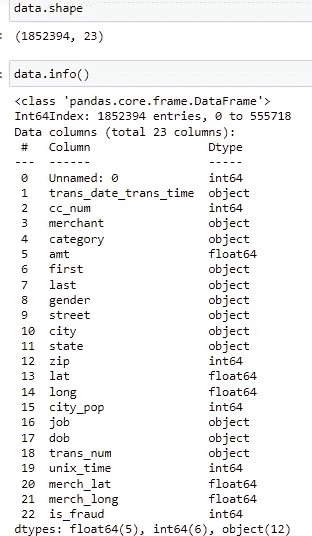 data.shape
: (1852394, 23)
data.info()
<class 'pandas.core.frame.DataFrame'>
Int64Index: 1852394 entries, 0 to 555718
Data columns (total 23 columns):
 #   Column                 Dtype
---  ------                 -----
 0   Unnamed: 0             int64
 1   trans_date_trans_time  object
 2   cc_num                 int64
 3   merchant               object
 4   category               object
 5   amt                    float64
 6   first                  object
 7   last                   object
 8   gender                 object
 9   street                 object
 10  city                   object
 11  state                  object
 12  zip                    int64
 13  lat                    float64
 14  long                   float64
 15  city_pop               int64
 16  job                    object
 17  dob                    object
 18  trans_num              object
 19  unix_time              int64
 20  merch_lat              float64
 21  merch_long             float64
 22  is_fraud               int64
dtypes: float64(5), int64(6), object(12)